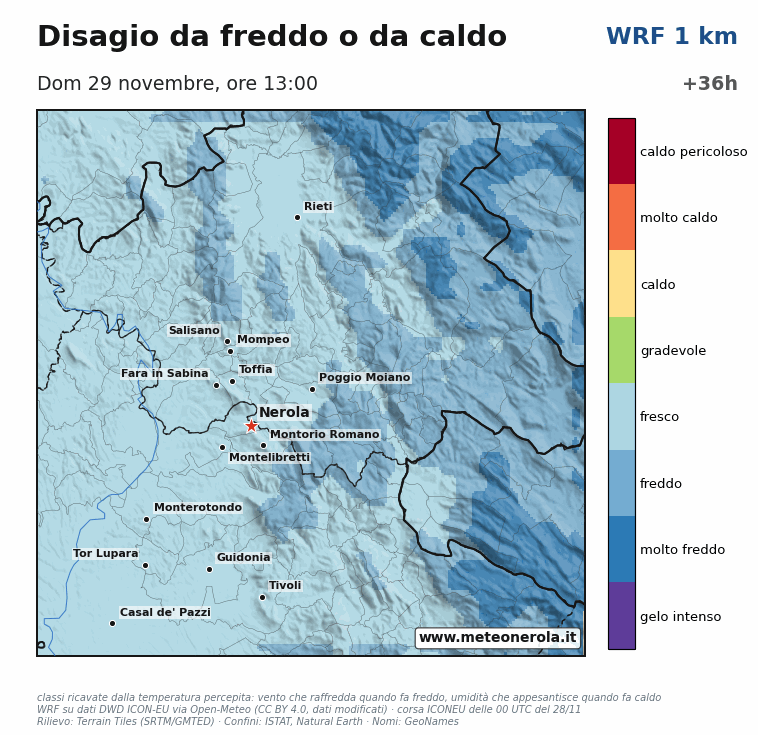 Disagio da freddo o da caldo
WRF 1 km
Dom 29 novembre, ore 13:00
+36h
caldo pericoloso
molto caldo
caldo
gradevole
fresco
freddo
molto freddo
gelo intenso
Rieti
Salisano
Mompeo
Toffia
Fara in Sabina
Poggio Moiano
Nerola
Montorio Romano
Montelibretti
Monterotondo
Tor Lupara
Guidonia
Tivoli
Casal de' Pazzi
www.meteonerola.it
classi ricavate dalla temperatura percepita: vento che raffredda quando fa freddo, umidità che appesantisce quando fa caldo
WRF su dati DWD ICON-EU via Open-Meteo (CC BY 4.0, dati modificati) · corsa ICONEU delle 00 UTC del 28/11
Rilievo: Terrain Tiles (SRTM/GMTED) · Confini: ISTAT, Natural Earth · Nomi: GeoNames